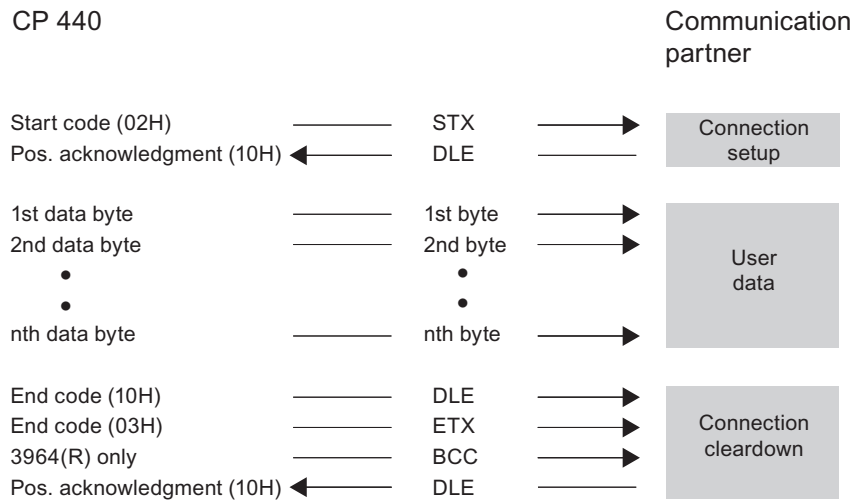 CP 440
Communication
partner
Start code (02H) STX
Pos. acknowledgment (10H) DLE
Connection
setup
1st data byte 1st byte
2nd data byte 2nd byte
nth data byte nth byte
User
data
End code (10H) DLE
End code (03H) ETX
3964(R) only BCC
Pos. acknowledgment (10H) DLE
Connection
cleardown